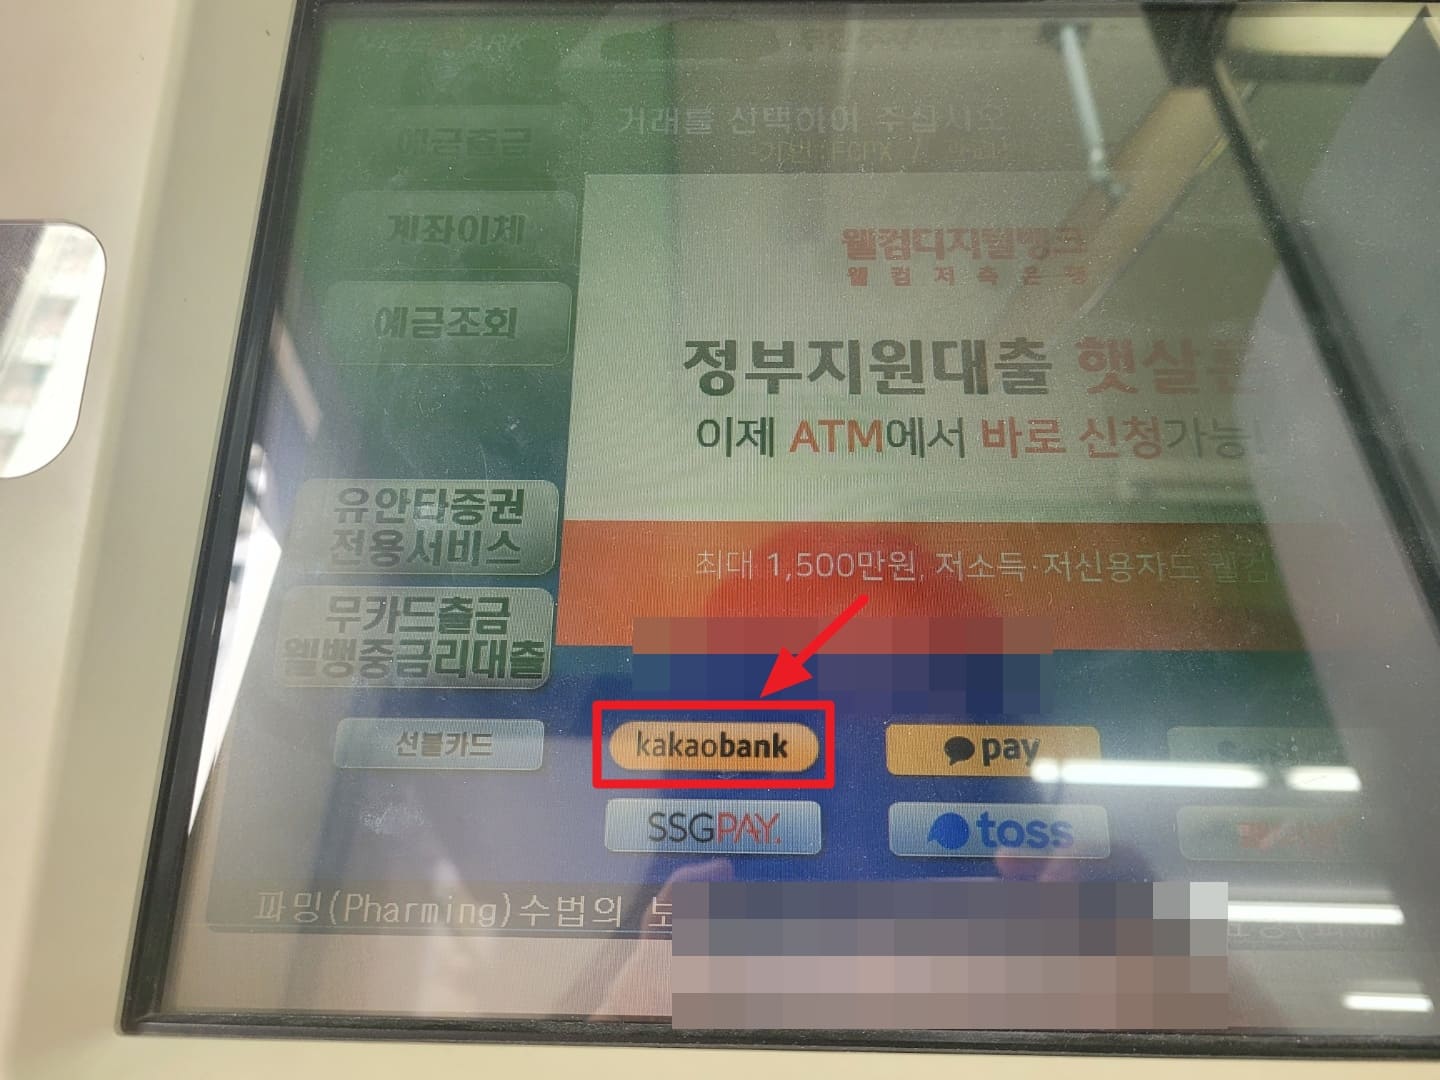 예금출금
거래를 선택하여 주십시오
계좌이체
예금조회
웰컴디지털뱅크
웰컴저축은행
정부지원대출 햇살론
이제 ATM에서 바로 신청가능!
유안타증권
전용서비스
최대 1,500만원, 저소득·저신용자도 웰컴
무카드출금
웰뱅중금리대출
선불카드
kakaobank
pay
SSGPAY.
toss
파밍(Pharming)수법의